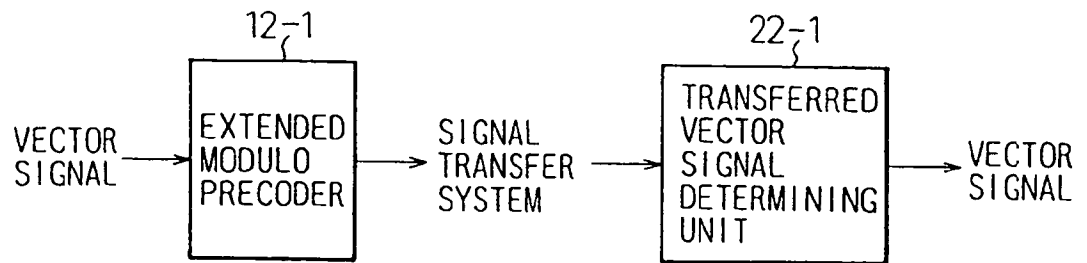 12-1
22-1
VECTOR
SIGNAL
EXTENDED
MODULO
PRECODER
SIGNAL
TRANSFER
SYSTEM
TRANSFERRED
VECTOR
SIGNAL
DETERMINING
UNIT
VECTOR
SIGNAL